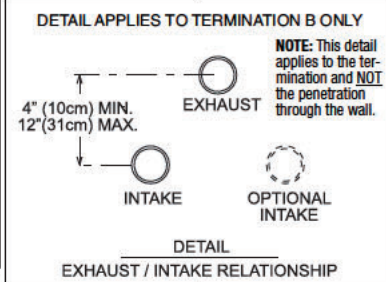 DETAIL APPLIES TO TERMINATION B ONLY
NOTE: This detail
applies to the ter-
mination and NOT
the penetration
through the wall.
EXHAUST
4" (10cm) MIN.
12"(31cm) MAX.
INTAKE
OPTIONAL
INTAKE
DETAIL
EXHAUST / INTAKE RELATIONSHIP